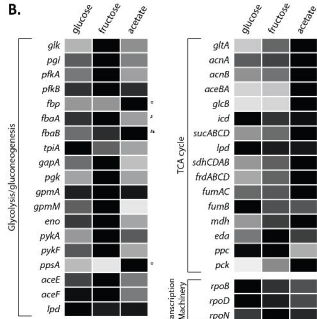 B.
glucose fructose acetate
glucose fructose acetate
Glycolysis/gluconeogenesis
glk
pgi
pfkA
pfkB
fbp
fbaA
fbaB
tpiA
gapA
pgk
gpmA
gpmM
eno
pykA
pykF
ppsA
aceE
aceF
lpd
TCA cycle
gltA
acnA
acnB
aceBA
glcB
icd
sucABCD
lpd
sdhCDAB
frdABCD
fumAC
fumB
mdh
eda
ppc
pck
Machinery
rpoB
rpoD
rpoN